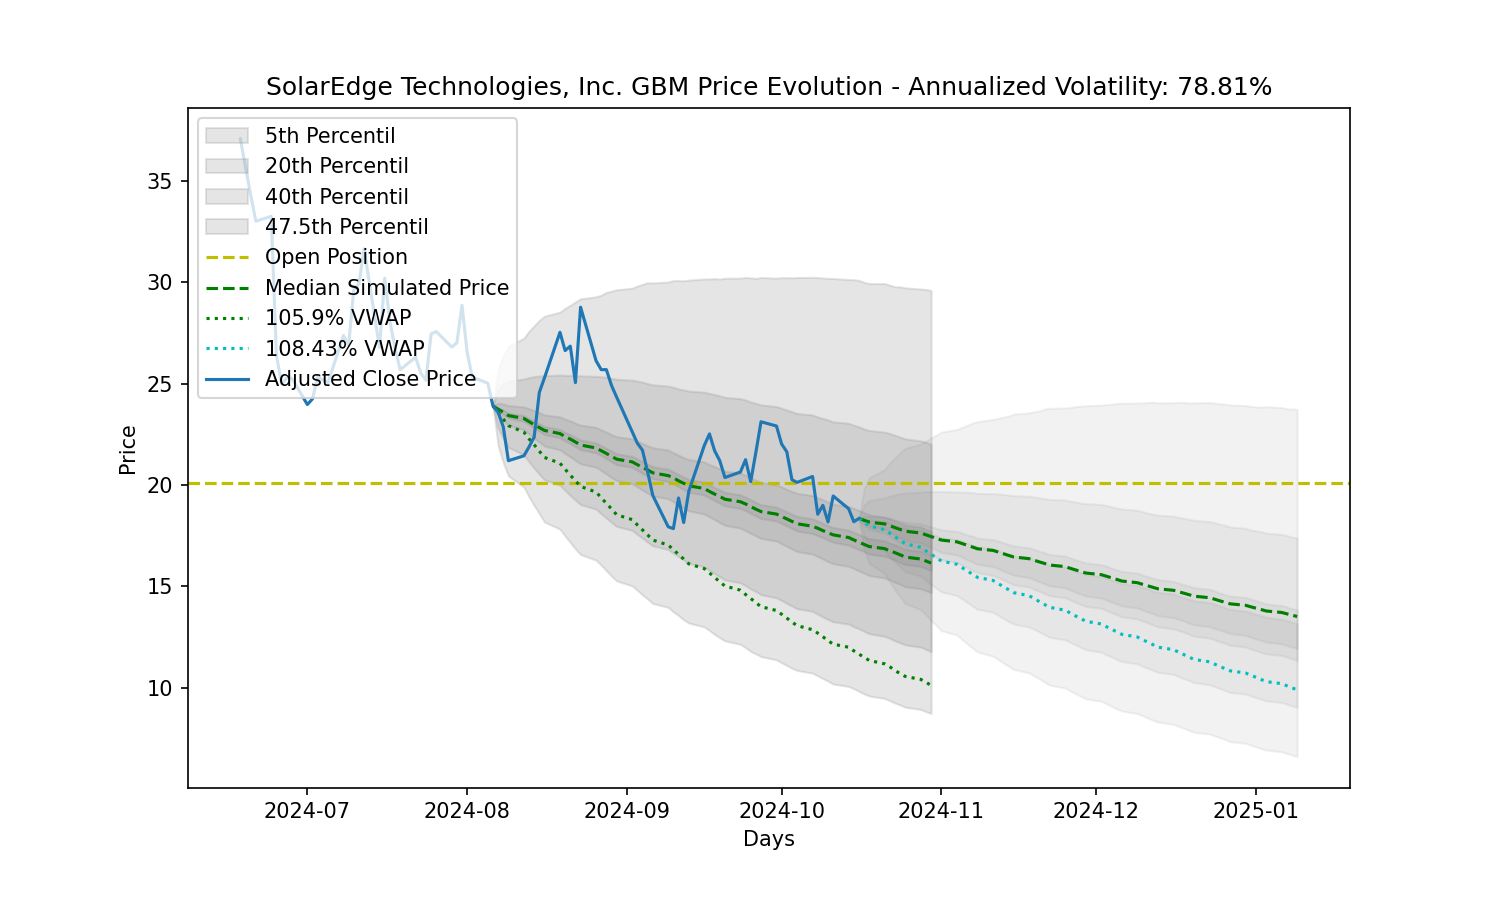 SolarEdge Technologies, Inc. GBM Price Evolution - Annualized Volatility: 78.81%
5th Percentil
20th Percentil
40th Percentil
47.5th Percentil
Open Position
Median Simulated Price
105.9% VWAP
108.43% VWAP
Adjusted Close Price
Price
35
30
25
20
15
10
2024-07 2024-08 2024-09 2024-10 2024-11 2024-12 2025-01
Days